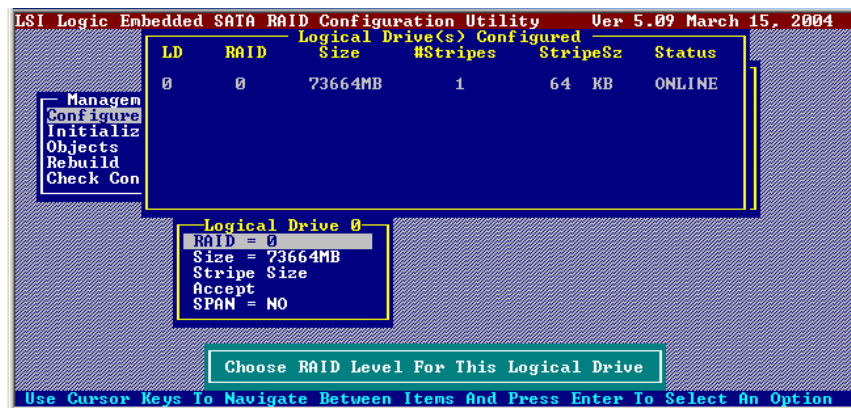 LSI Logic Embedded SATA RAID Configuration Utility Ver 5.09 March 15, 2004
Logical Drive(s) Configured
LD RAID Size #Stripes StripeSz Status
0 0 73664MB 1 64 KB ONLINE
Managem
Configure
Initializ
Objects
Rebuild
Check Con
Logical Drive 0
RAID = 0
Size = 73664MB
Stripe Size
Accept
SPAN = NO
Choose RAID Level For This Logical Drive
Use Cursor Keys To Navigate Between Items And Press Enter To Select An Option